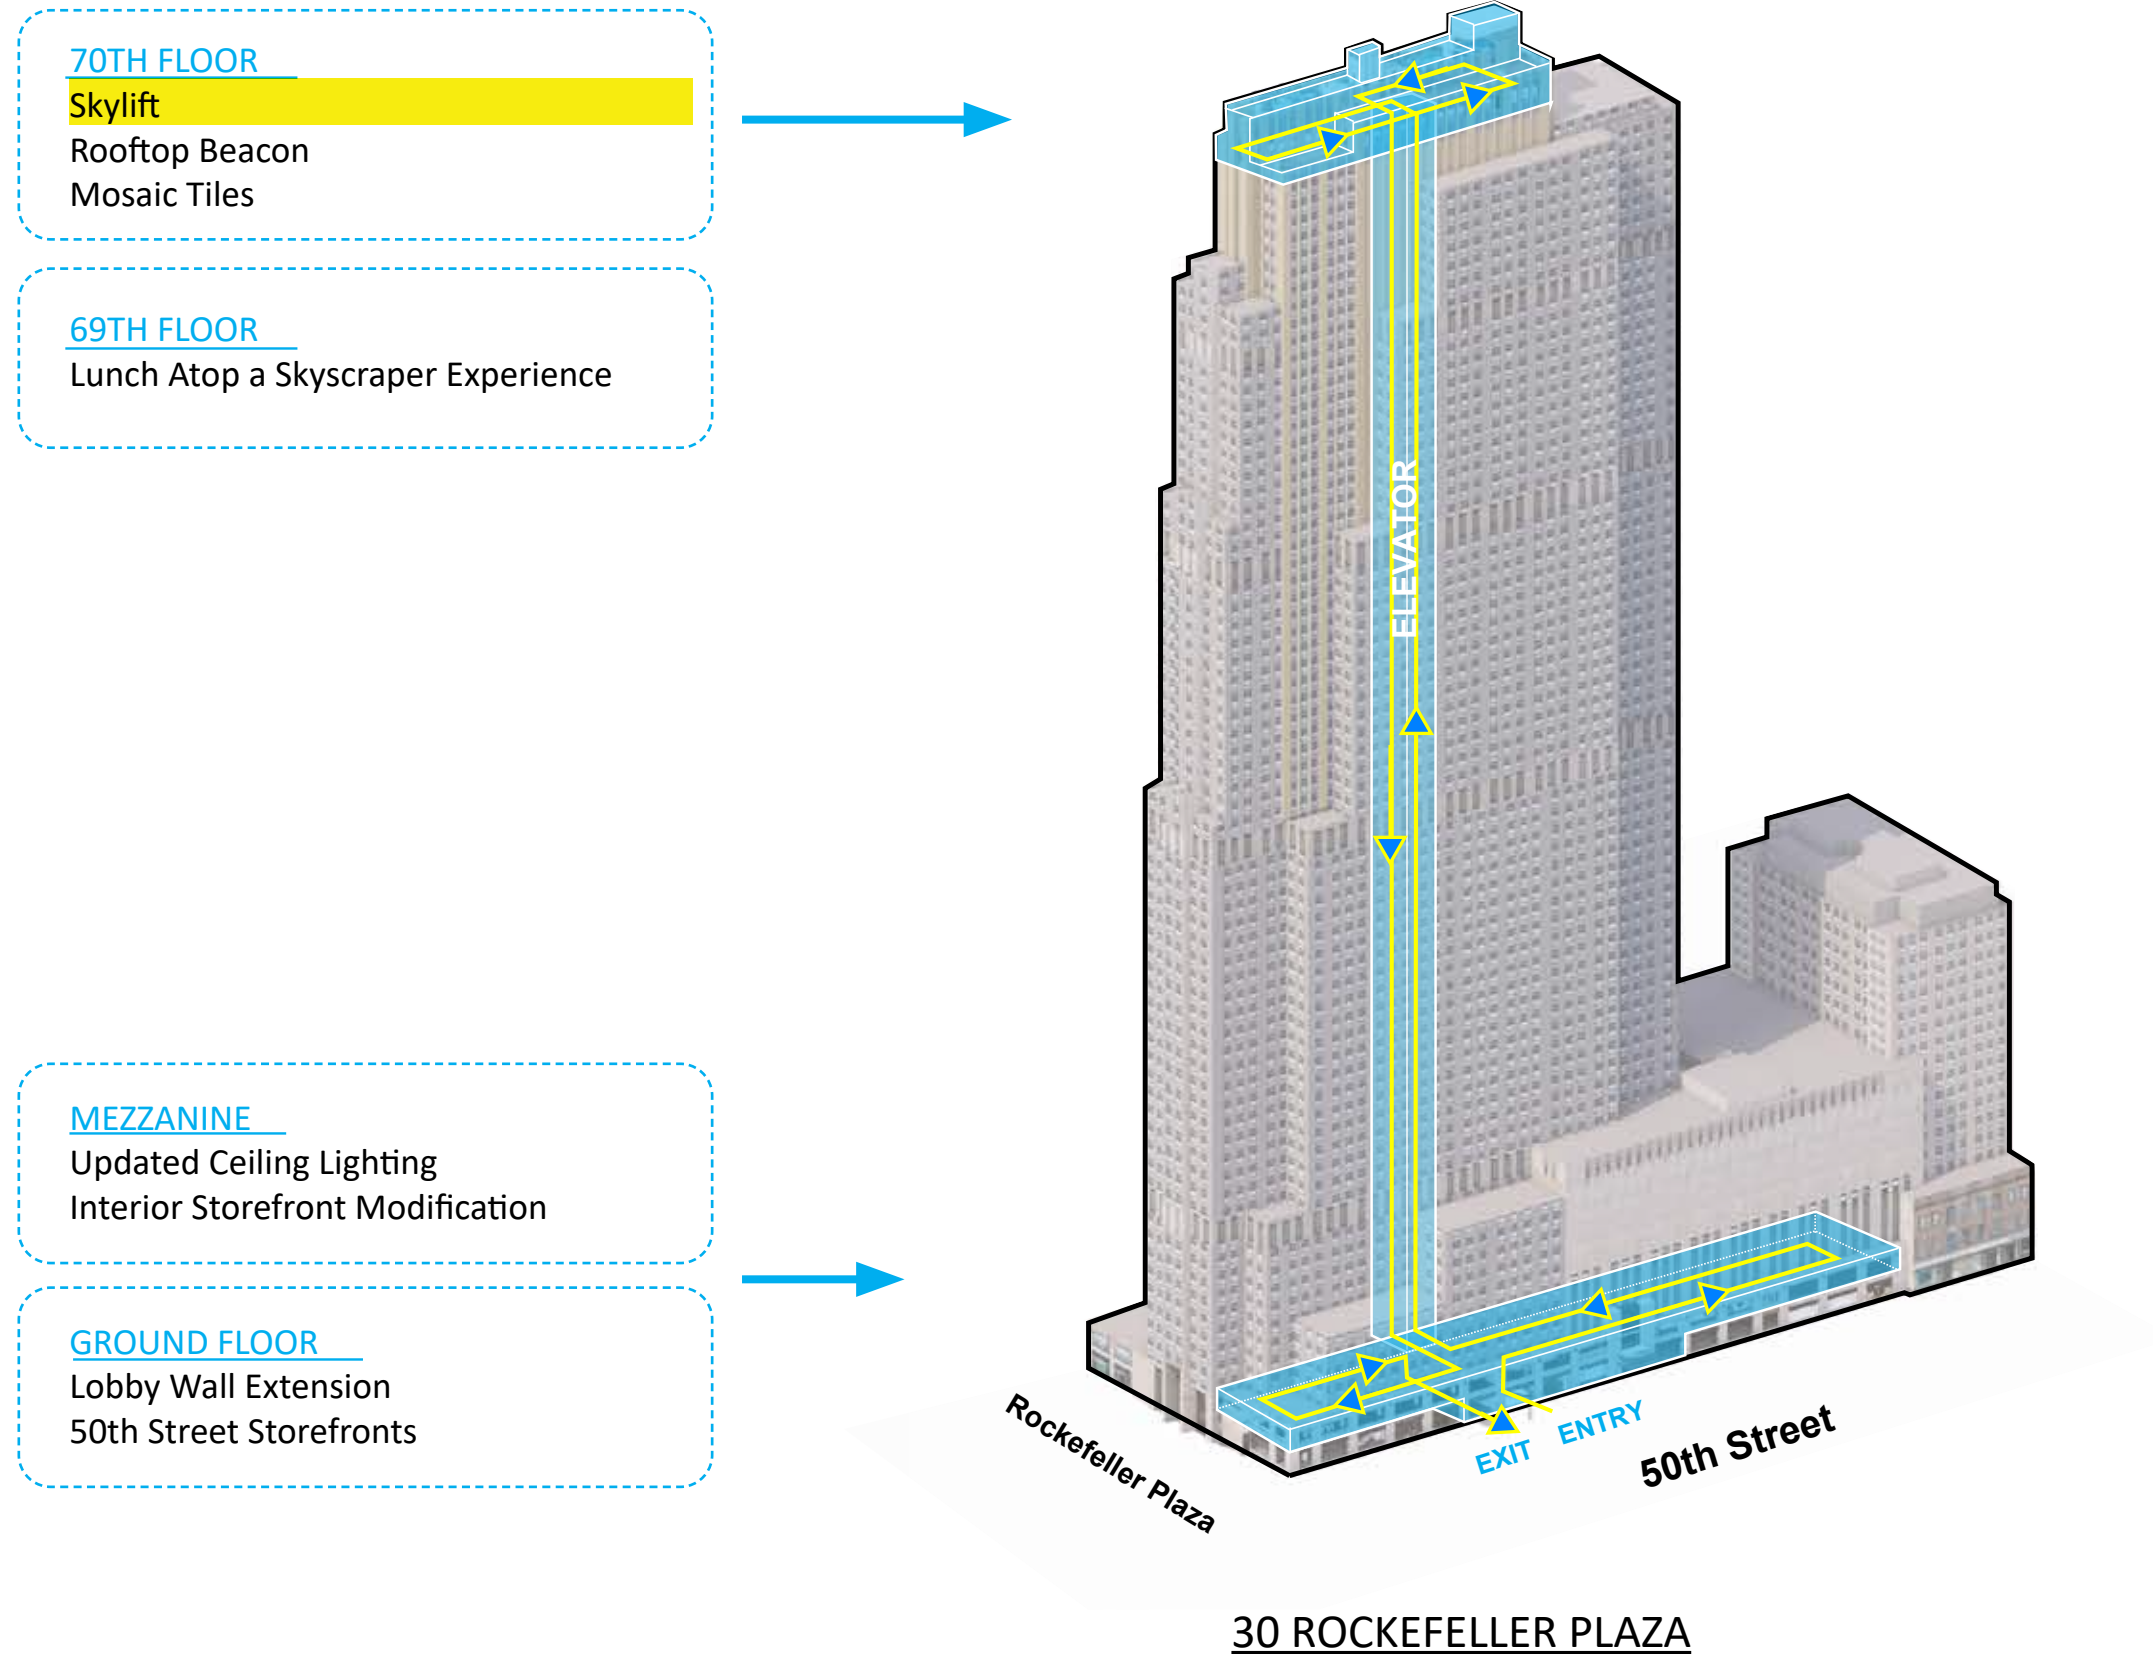 70TH FLOOR
Skylift
Rooftop Beacon
Mosaic Tiles
69TH FLOOR
Lunch Atop a Skyscraper Experience
ELEVATOR
MEZZANINE
Updated Ceiling Lighting
Interior Storefront Modification
GROUND FLOOR
Lobby Wall Extension
50th Street Storefronts
Rockefeller Plaza
EXIT
ENTRY
50th Street
30 ROCKEFELLER PLAZA